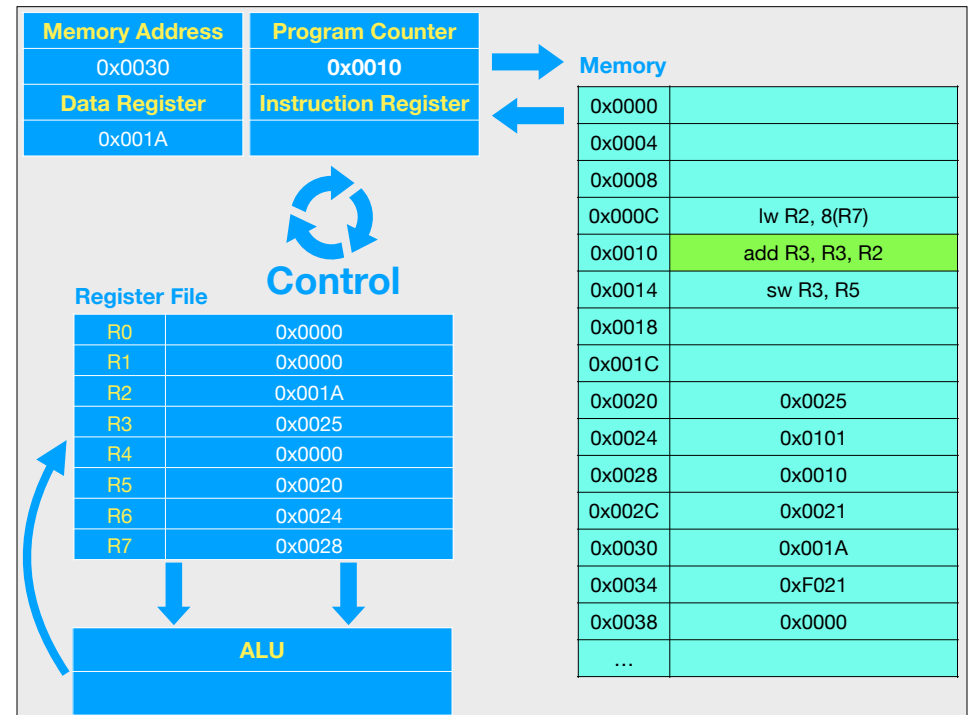 Memory Address Program Counter
0x0030 0x0010
Data Register Instruction Register
0x001A
Control
Register File
R0 0x0000
R1 0x0000
R2 0x001A
R3 0x0025
R4 0x0000
R5 0x0020
R6 0x0024
R7 0x0028
ALU
Memory
0x0000
0x0004
0x0008
0x000C lw R2, 8(R7)
0x0010 add R3, R3, R2
0x0014 sw R3, R5
0x0018
0x001C
0x0020 0x0025
0x0024 0x0101
0x0028 0x0010
0x002C 0x0021
0x0030 0x001A
0x0034 0xF021
0x0038 0x0000
…